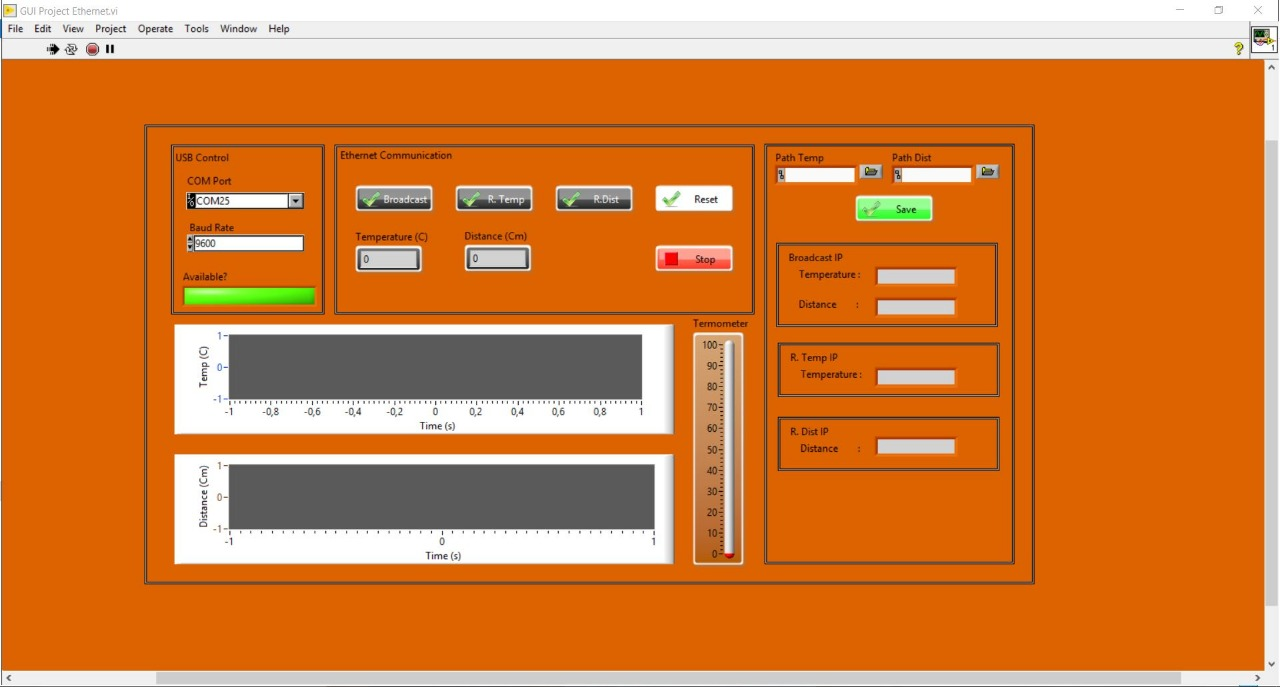 GUI Project Ethernet.vi
File Edit View Project Operate Tools Window Help
?
1
USB Control
COM Port
COM25
Baud Rate
9600
Available?
Ethernet Communication
Broadcast R. Temp R.Dist Reset
Temperature (C) Distance (Cm)
0 0 Stop
Path Temp Path Dist
Save
Broadcast IP
Temperature :
Distance :
R. Temp IP
Temperature :
R. Dist IP
Distance :
Temp (C)
1
0
-1
-1 -0,8 -0,6 -0,4 -0,2 0 0,2 0,4 0,6 0,8 1
Time (s)
Distance (Cm)
1
0
-1
-1 0 1
Time (s)
Termometer
100
90
80
70
60
50
40
30
20
10
0